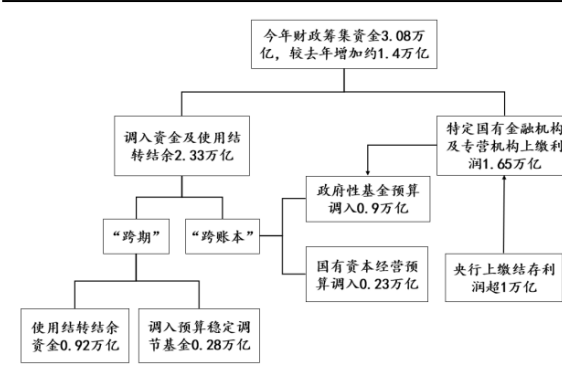 今年财政筹集资金3.08万
亿，较去年增加约1.4万亿
调入资金及使用结
转结余2.33万亿
特定国有金融机构
及专营机构上缴利
润1.65万亿
政府性基金预算
调入0.9万亿
“跨期”
“跨账本”
国有资本经营预
算调入0.23万亿
央行上缴结存利
润超1万亿
使用结转结余
资金0.92万亿
调入预算稳定调
节基金0.28万亿